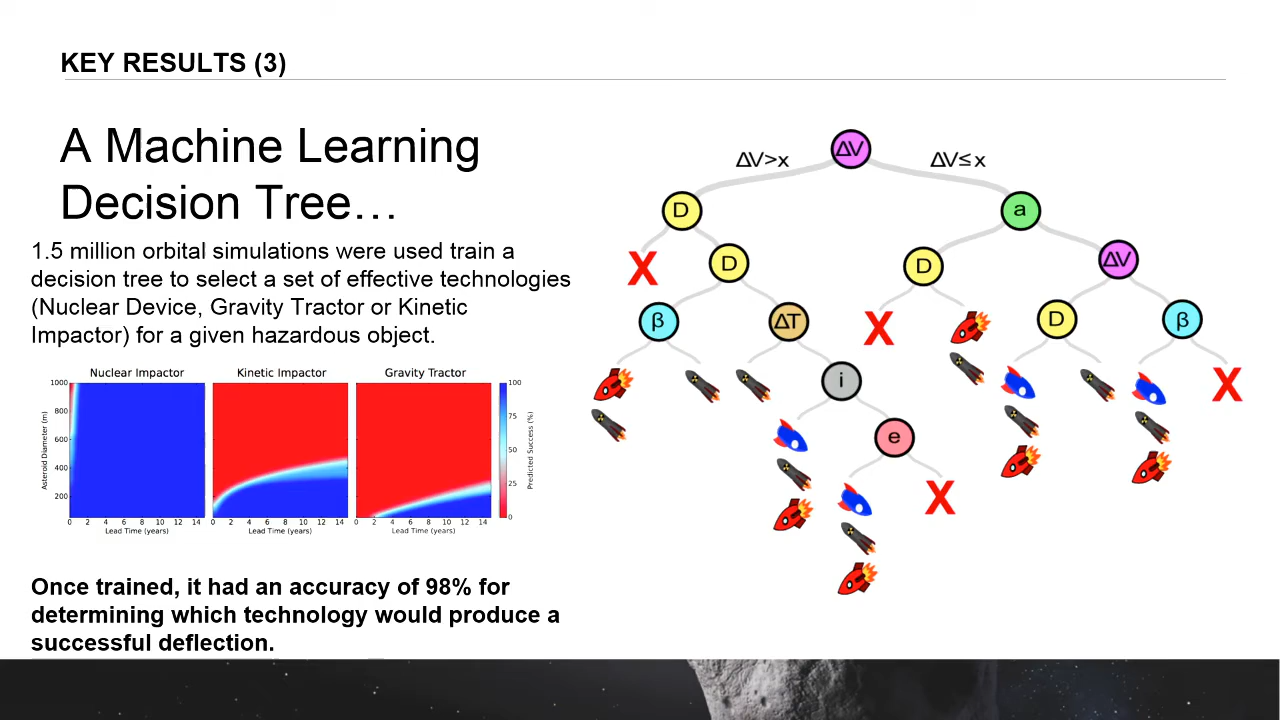 KEY RESULTS (3)
A Machine Learning
Decision Tree…
1.5 million orbital simulations were used train a
decision tree to select a set of effective technologies
(Nuclear Device, Gravity Tractor or Kinetic
Impactor) for a given hazardous object.
Nuclear Impactor
Kinetic Impactor
Gravity Tractor
Asteroid Diameter (m)
1000
800
600
400
200
0 2 4 6 8 10 12 14
0 2 4 6 8 10 12 14
0 2 4 6 8 10 12 14
Lead Time (years)
Lead Time (years)
Lead Time (years)
100
75
50
25
0
Predicted Success (%)
Once trained, it had an accuracy of 98% for
determining which technology would produce a
successful deflection.
ΔV
ΔV>x
ΔV≤x
D
a
X
D
D
ΔV
β
ΔT
X
D
β
i
X
e
X